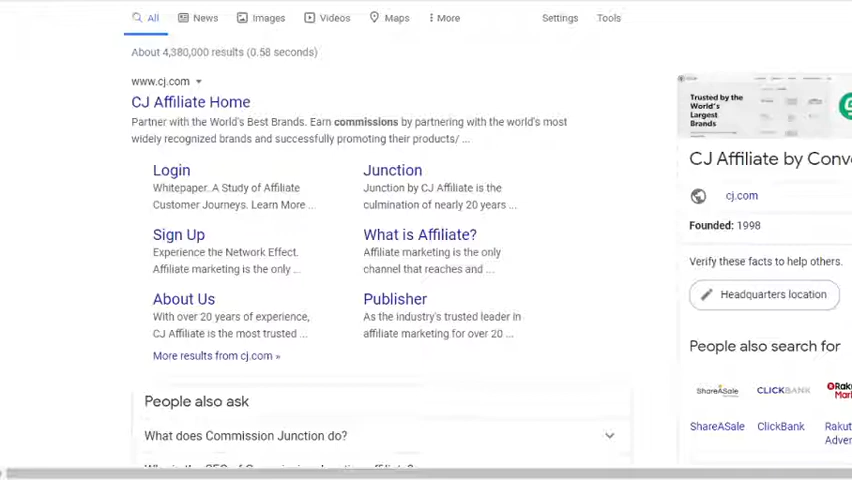 All News Images Videos Maps More Settings Tools
About 4,380,000 results (0.58 seconds)
www.cj.com
CJ Affiliate Home
Partner with the World's Best Brands. Earn commissions by partnering with the world's most
widely recognized brands and successfully promoting their products/ ...
Login
Whitepaper. A Study of Affiliate
Customer Journeys. Learn More ...
Junction
Junction by CJ Affiliate is the
culmination of nearly 20 years ...
Sign Up
Experience the Network Effect.
Affiliate marketing is the only ...
What is Affiliate?
Affiliate marketing is the only
channel that reaches and ...
About Us
With over 20 years of experience,
CJ Affiliate is the most trusted ...
Publisher
As the industry's trusted leader in
affiliate marketing for over 20 ...
More results from cj.com »
People also ask
What does Commission Junction do?
Trusted by the
World's
Largest
Brands
CJ Affiliate by Conv
cj.com
Founded: 1998
Verify these facts to help others.
Headquarters location
People also search for
ShareASale CLICKBANK Raku
Mark
ShareASale ClickBank Rakut
Adver